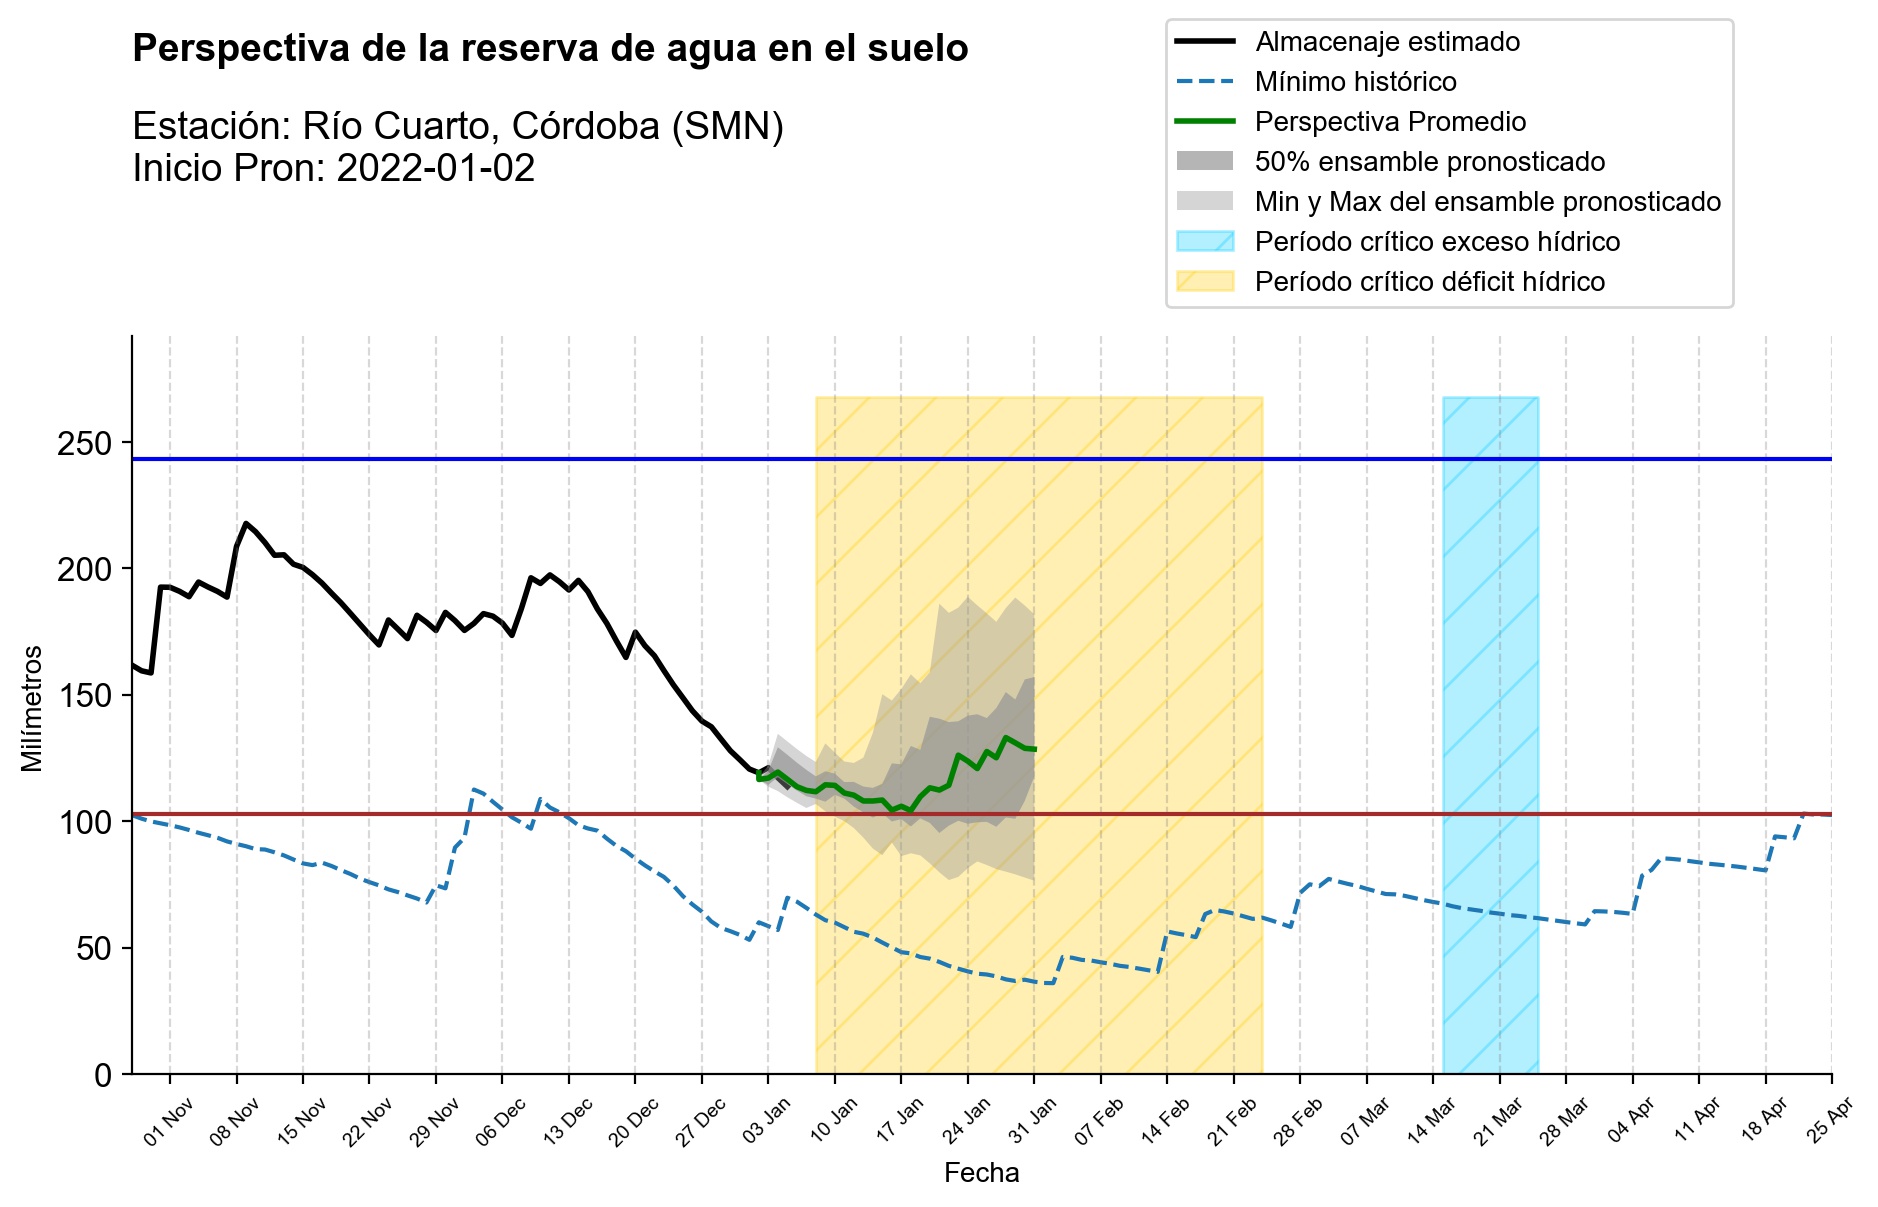 Perspectiva de la reserva de agua en el suelo
Estación: Río Cuarto, Córdoba (SMN)
Inicio Pron: 2022-01-02
Almacenaje estimado
Mínimo histórico
Perspectiva Promedio
50% ensamble pronosticado
Min y Max del ensamble pronosticado
Período crítico exceso hídrico
Período crítico déficit hídrico
250
200
150
100
50
0
Milímetros
01 Nov
08 Nov
15 Nov
22 Nov
29 Nov
06 Dec
13 Dec
20 Dec
27 Dec
03 Jan
10 Jan
17 Jan
24 Jan
31 Jan
07 Feb
14 Feb
21 Feb
28 Feb
07 Mar
14 Mar
21 Mar
28 Mar
04 Apr
11 Apr
18 Apr
25 Apr
Fecha